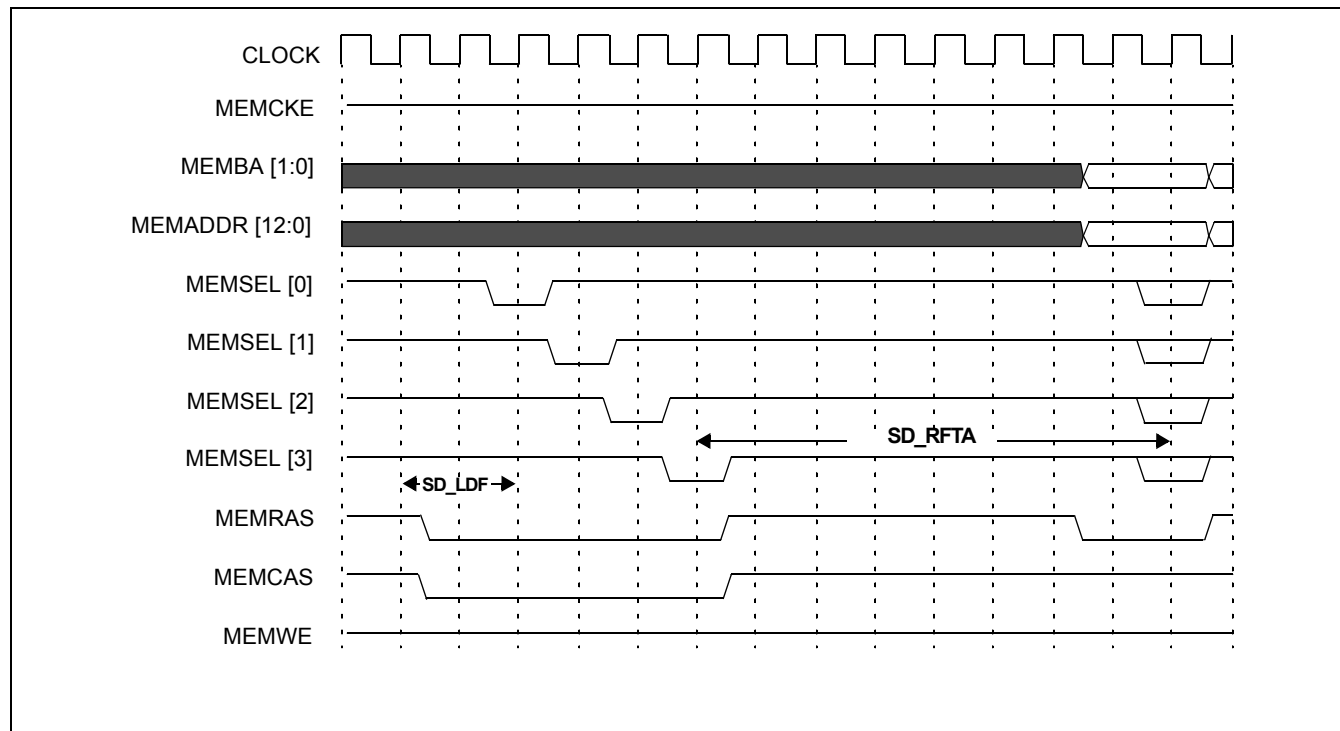 CLOCK
MEMCKE
MEMBA [1:0]
MEMADDR [12:0]
MEMSEL [0]
MEMSEL [1]
MEMSEL [2]
SD_RFTA
MEMSEL [3]
SD_LDF
MEMRAS
MEMCAS
MEMWE